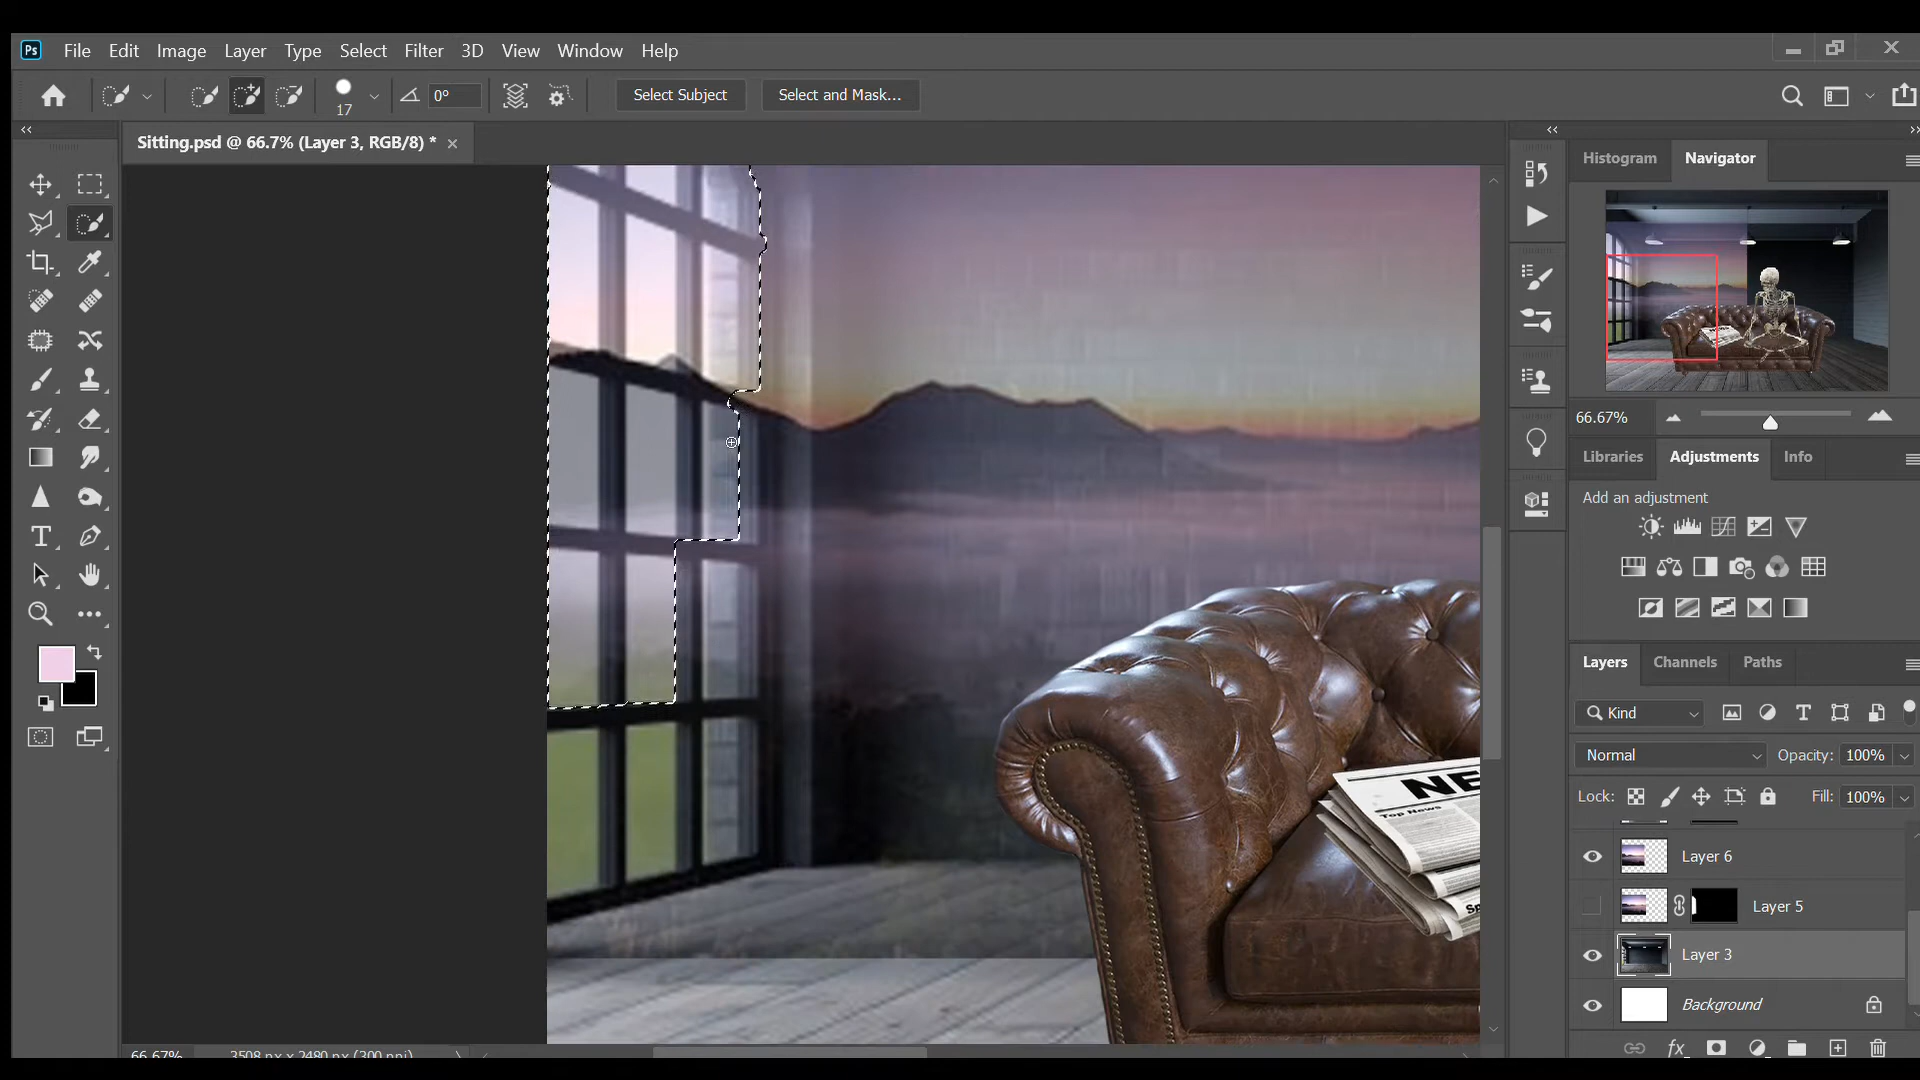 Ps File Edit Image Layer Type Select Filter 3D View Window Help
17 0° Select Subject Select and Mask...
Sitting.psd @ 66.7% (Layer 3, RGB/8) *
Histogram Navigator
66.67%
Libraries Adjustments Info
Add an adjustment
Layers Channels Paths
Kind
Normal Opacity: 100%
Lock: Fill: 100%
Layer 6
Layer 5
Layer 3
Background
fx
NE
Top News
Sp
66.67% 3508 px x 2480 px (300 ppi)